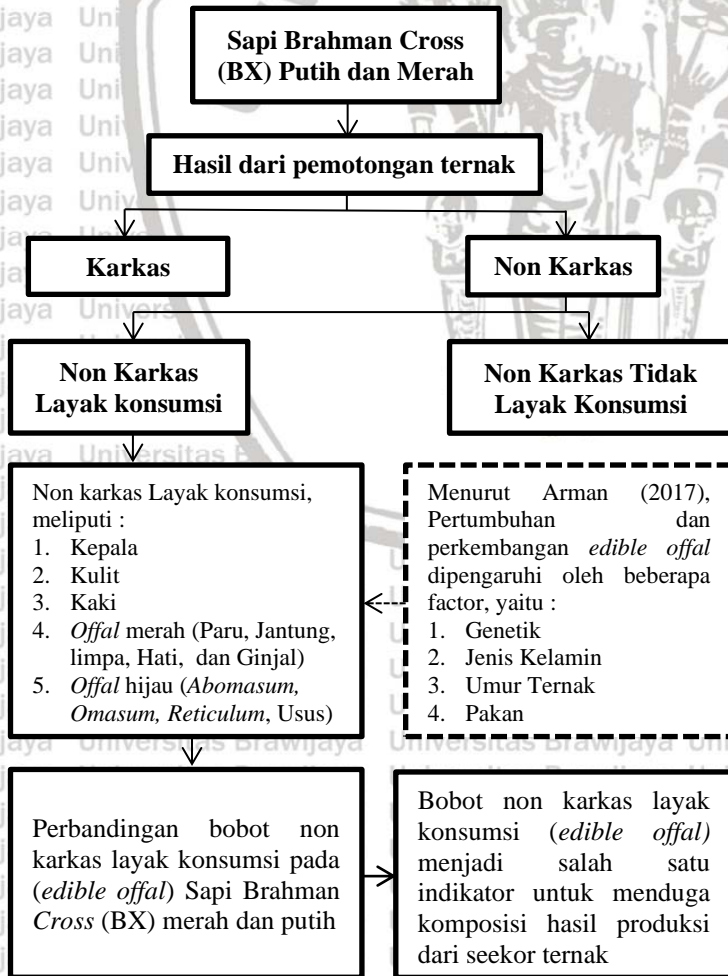 Sapi Brahman Cross
(BX) Putih dan Merah
Hasil dari pemotongan ternak
Karkas
Non Karkas
Non Karkas
Layak konsumsi
Non Karkas Tidak
Layak Konsumsi
Non karkas Layak konsumsi,
meliputi :
1. Kepala
2. Kulit
3. Kaki
4. Offal merah (Paru, Jantung,
limpa, Hati, dan Ginjal)
5. Offal hijau (Abomasum,
Omasum, Reticulum, Usus)
Menurut Arman (2017),
Pertumbuhan dan
perkembangan edible offal
dipengaruhi oleh beberapa
factor, yaitu :
1. Genetik
2. Jenis Kelamin
3. Umur Ternak
4. Pakan
Perbandingan bobot non
karkas layak konsumsi pada
(edible offal) Sapi Brahman
Cross (BX) merah dan putih
Bobot non karkas layak
konsumsi (edible offal)
menjadi salah satu
indikator untuk menduga
komposisi hasil produksi
dari seekor ternak